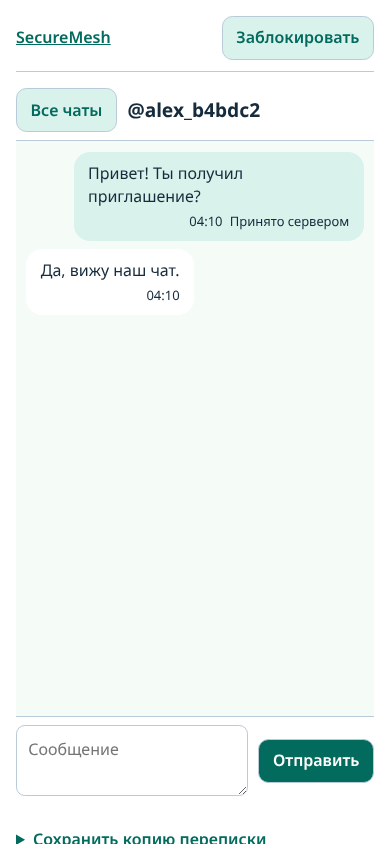 SecureMesh
Заблокировать
Все чаты
@alex_b4bdc2
Привет! Ты получил
приглашение?
04:10 Принято сервером
Да, вижу наш чат.
04:10
Сообщение
Отправить
Сохранить копию переписки